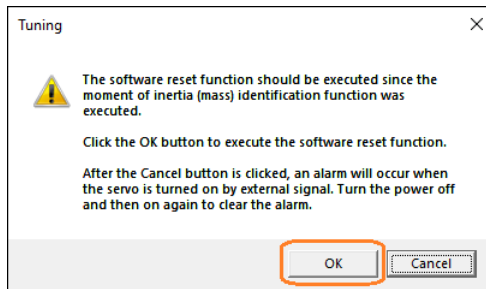 Tuning
The software reset function should be executed since the
moment of inertia (mass) identification function was
executed.
Click the OK button to execute the software reset function.
After the Cancel button is clicked, an alarm will occur when
the servo is turned on by external signal. Turn the power off
and then on again to clear the alarm.
OK
Cancel